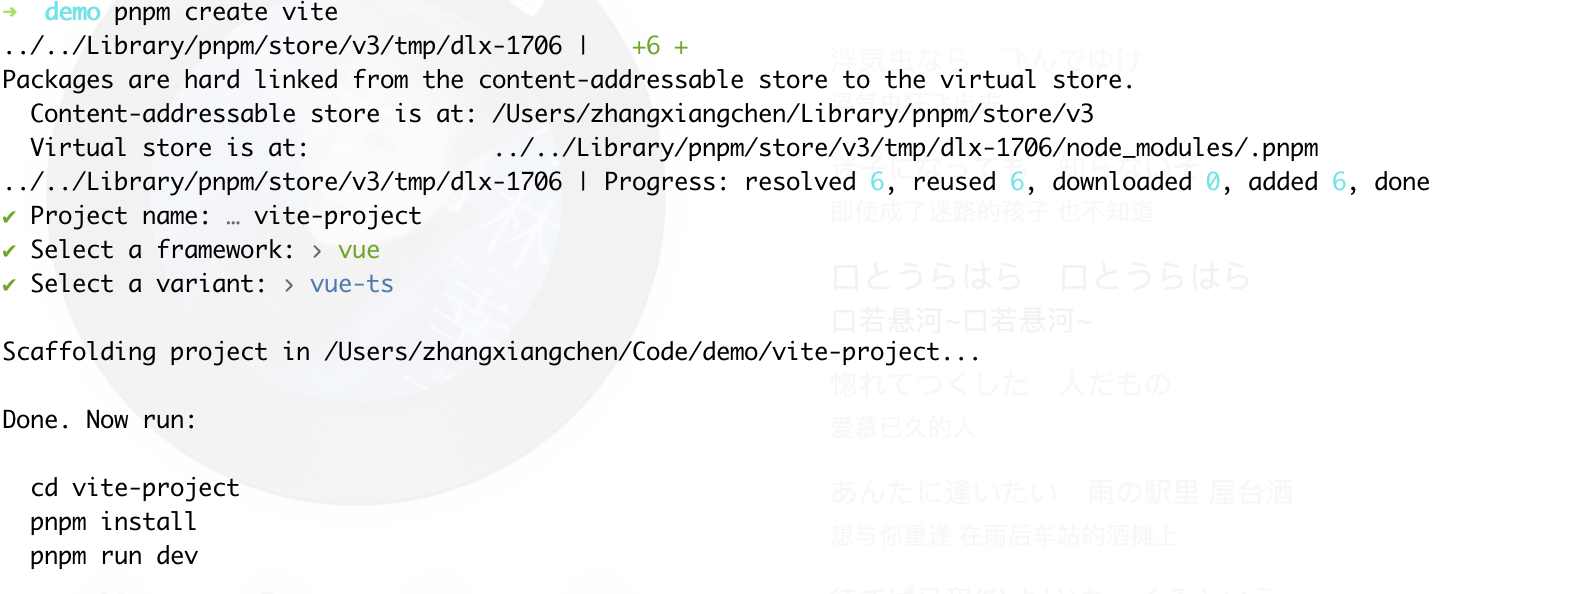 ➜ demo pnpm create vite
../../Library/pnpm/store/v3/tmp/dlx-1706 | +6 +
Packages are hard linked from the content-addressable store to the virtual store.
Content-addressable store is at: /Users/zhangxiangchen/Library/pnpm/store/v3
Virtual store is at: ../../Library/pnpm/store/v3/tmp/dlx-1706/node_modules/.pnpm
../../Library/pnpm/store/v3/tmp/dlx-1706 | Progress: resolved 6, reused 6, downloaded 0, added 6, done
✔ Project name: … vite-project
✔ Select a framework: › vue
✔ Select a variant: › vue-ts
Scaffolding project in /Users/zhangxiangchen/Code/demo/vite-project...
Done. Now run:
cd vite-project
pnpm install
pnpm run dev
浮気虫なら 飛んでゆけ
即使成了迷路的孩子 也不知道
口とうらはら 口とうらはら
口若悬河~口若悬河~
惚れてつくした 人だもの
爱慕已久的人
あんたに逢いたい 雨の駅里 屋台酒
想与你重逢 在雨后车站的酒摊上